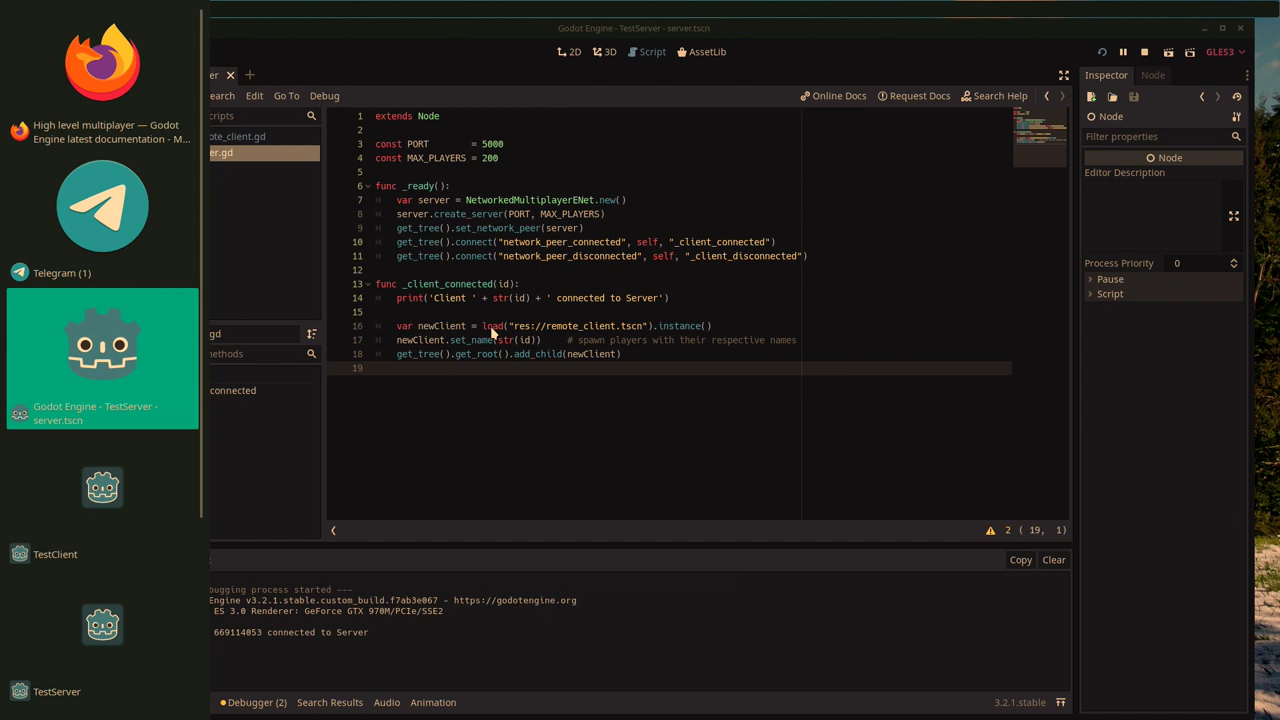 High level multiplayer — Godot
Engine latest documentation - M...
Telegram (1)
Godot Engine - TestServer -
server.tscn
TestClient
TestServer
Godot Engine - TestServer - server.tscn
2D
3D
Script
AssetLib
GLES3
er
earch
Edit
Go To
Debug
Online Docs
Request Docs
Search Help
cripts
ote_client.gd
er.gd
gd
ethods
connected
1 extends Node
2
3 const PORT = 5000
4 const MAX_PLAYERS = 200
5
6 func _ready():
7 var server = NetworkedMultiplayerENet.new()
8 server.create_server(PORT, MAX_PLAYERS)
9 get_tree().set_network_peer(server)
10 get_tree().connect("network_peer_connected", self, "_client_connected")
11 get_tree().connect("network_peer_disconnected", self, "_client_disconnected")
12
13 func _client_connected(id):
14 print('Client ' + str(id) + ' connected to Server')
15
16 var newClient = load("res://remote_client.tscn").instance()
17 newClient.set_name(str(id)) # spawn players with their respective names
18 get_tree().get_root().add_child(newClient)
19
2 ( 19, 1)
Copy
Clear
bugging process started ---
Engine v3.2.1.stable.custom_build.f7ab3e067 - https://godotengine.org
ES 3.0 Renderer: GeForce GTX 970M/PCIe/SSE2
669114053 connected to Server
Debugger (2)
Search Results
Audio
Animation
3.2.1.stable
Inspector
Node
Node
Filter properties
Node
Editor Description
Process Priority
0
Pause
Script